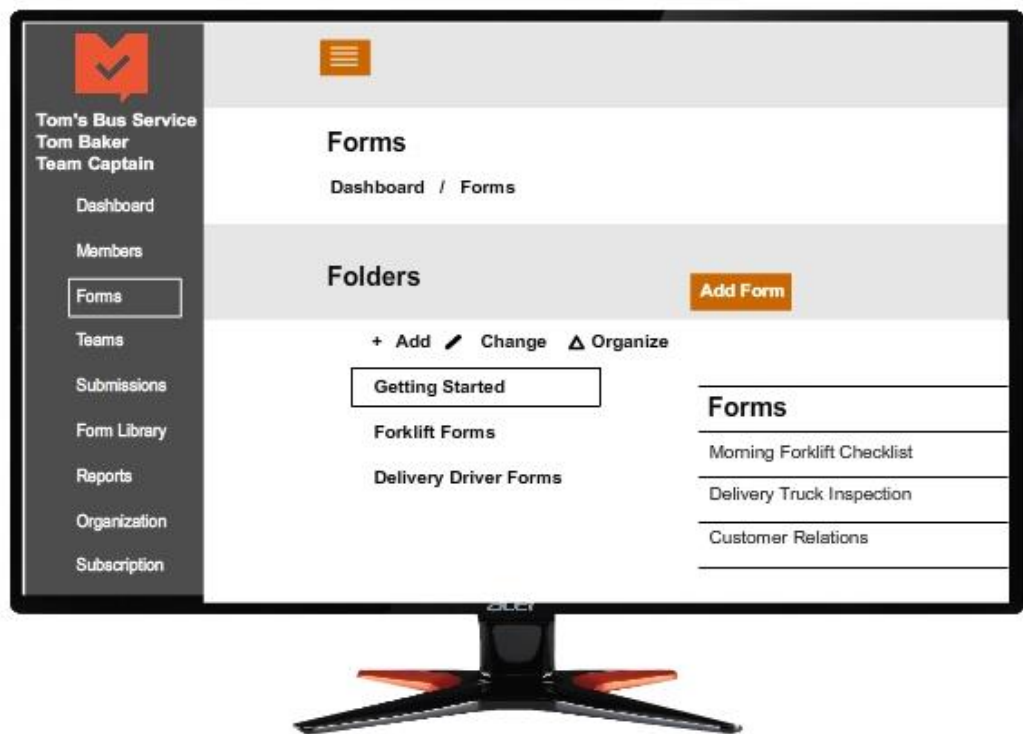 Tom's Bus Service
Tom Baker
Team Captain
Dashboard
Members
Forms
Teams
Submissions
Form Library
Reports
Organization
Subscription
Forms
Dashboard / Forms
Folders
Add Form
+ Add Change Organize
Getting Started
Forklift Forms
Delivery Driver Forms
Forms
Morning Forklift Checklist
Delivery Truck Inspection
Customer Relations
acer